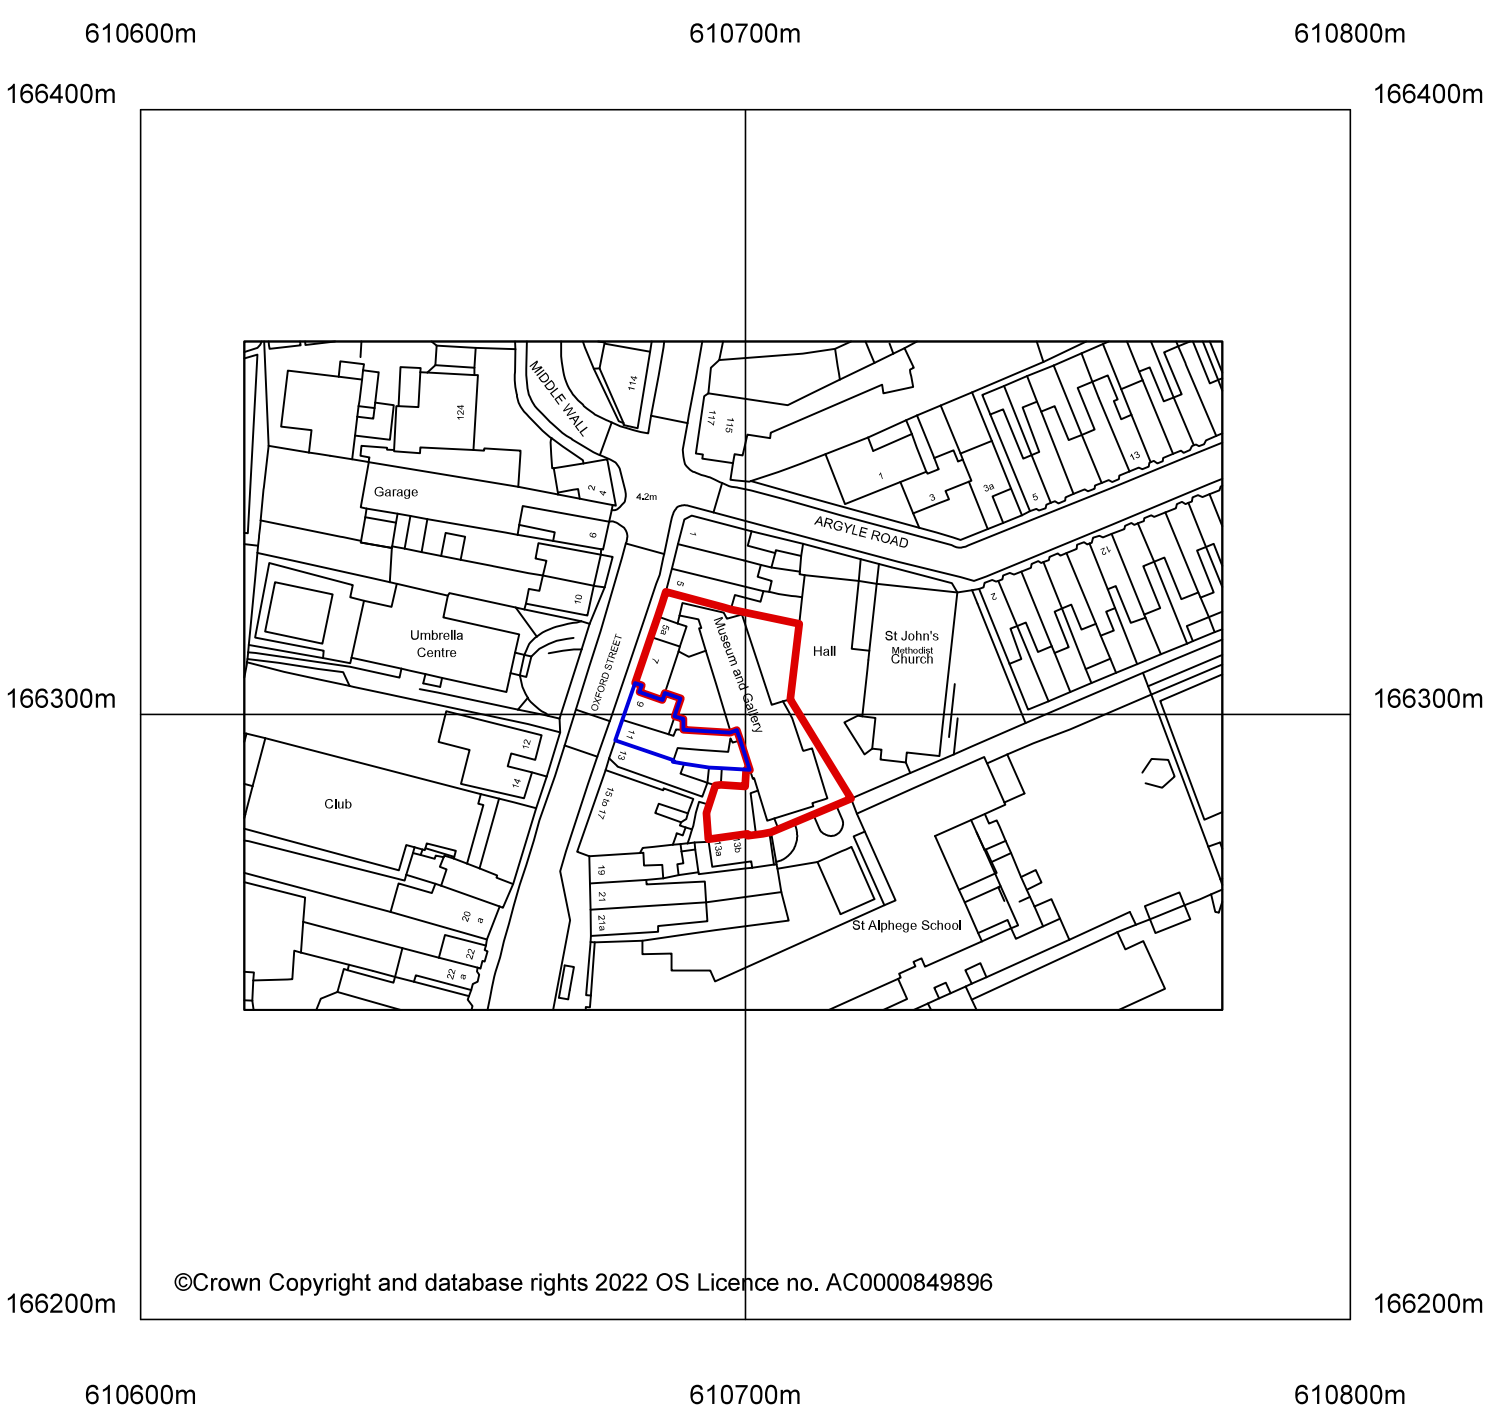 610600m 610700m 610800m
166400m 166400m
MIDDLE WALL
114
124
117
115
Garage
2
4
4.2m
1
3
3a
5
13
ARGYLE ROAD
6
1
12
10
5
2
Umbrella
Centre
5a
7
OXFORD STREET
Museum and Gallery
Hall
St John's
Methodist
Church
166300m 166300m
9
11
13
12
14
Club
15 to 17
13a
13b
19
21
21a
20
a
22
22
a
St Alphege School
©Crown Copyright and database rights 2022 OS Licence no. AC0000849896
166200m 166200m
610600m 610700m 610800m